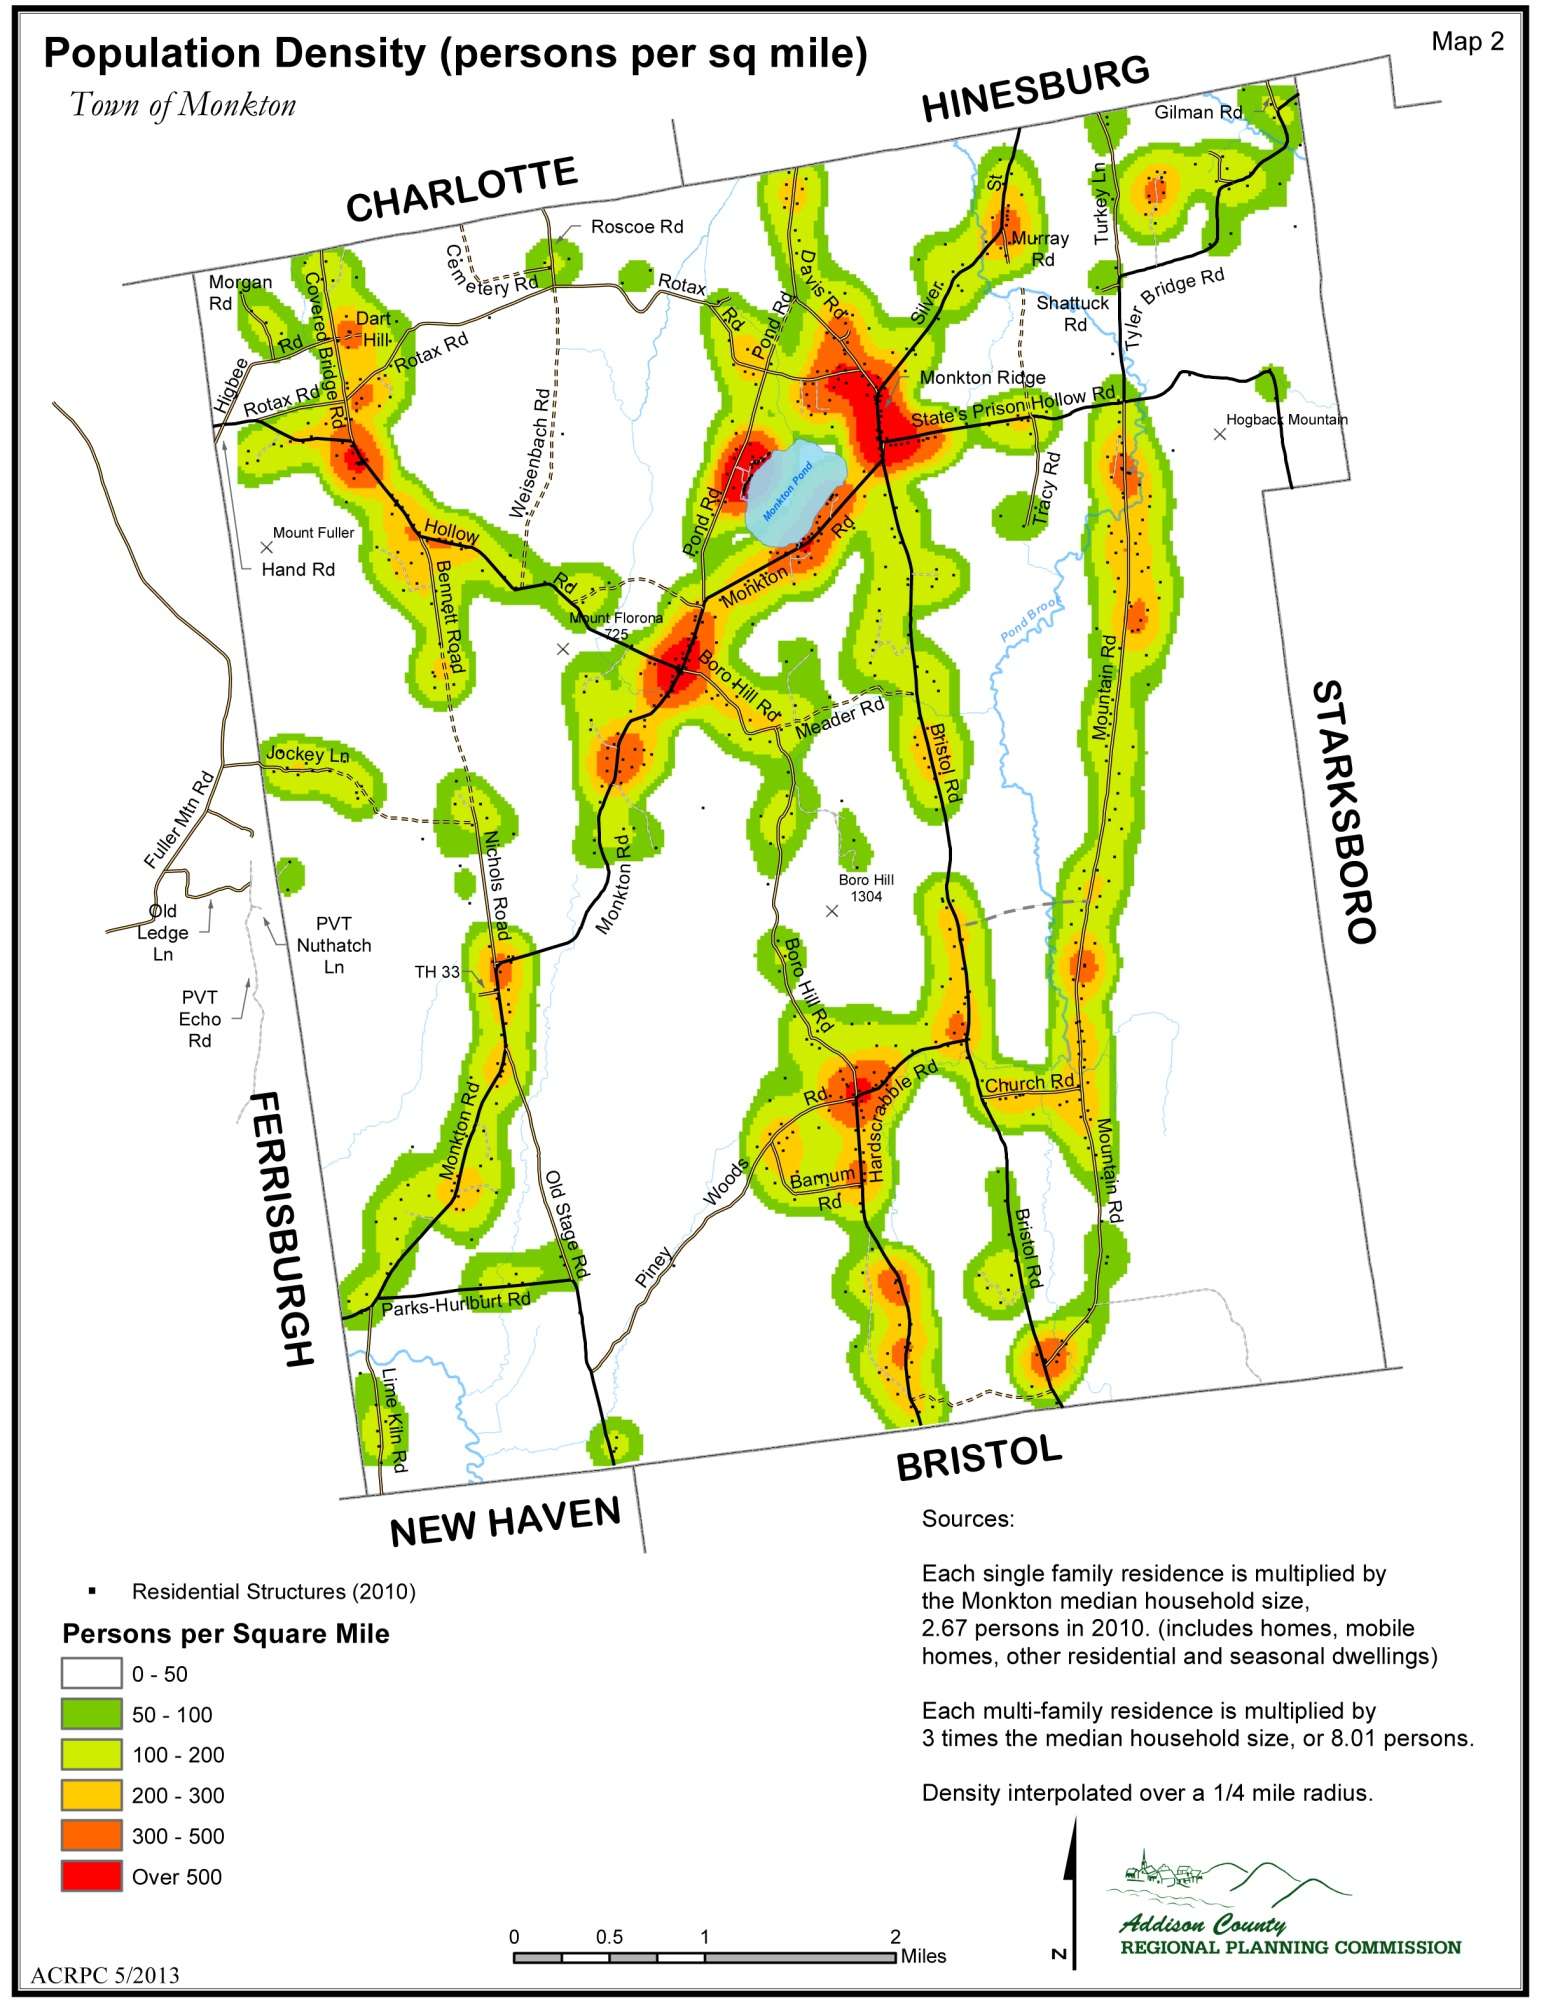 Population Density (persons per sq mile)
Map 2
Town of Monkton
HINESBURG
CHARLOTTE
Gilman Rd
Turkey Ln
St
Roscoe Rd
Murray
Rd
Cemetery Rd
Morgan
Rd
Covered Bridge Rd
Rotax
Rd
Davis Rd
Pond Rd
Silver
Shattuck
Rd
Tyler Bridge Rd
Dart
Hill
Rd
Rotax Rd
Higbee
Rotax Rd
Monkton Ridge
State's Prison Hollow Rd
Hogback Mountain
Weisenbach Rd
Tracy Rd
Monkton Pond
Pond Rd
Rd
Mount Fuller
Hand Rd
Hollow
Rd
Bennett Road
Monkton
Mount Florona
725
Pond Brook
Boro Hill Rd
Meader Rd
Mountain Rd
Bristol Rd
STARKSBORO
Jockey Ln
Fuller Mtn Rd
Nichols Road
Monkton Rd
Boro Hill
1304
Old
Ledge
Ln
PVT
Nuthatch
Ln
TH 33
Boro Hill Rd
PVT
Echo
Rd
FERRISBURGH
Monkton Rd
Rd
Hardscrabble Rd
Church Rd
Mountain Rd
Woods
Barnum
Rd
Old Stage Rd
Piney
Bristol Rd
Parks-Hurlburt Rd
Lime Kiln Rd
BRISTOL
NEW HAVEN
Sources:
Each single family residence is multiplied by
the Monkton median household size,
2.67 persons in 2010. (includes homes, mobile
homes, other residential and seasonal dwellings)
Each multi-family residence is multiplied by
3 times the median household size, or 8.01 persons.
Density interpolated over a 1/4 mile radius.
Residential Structures (2010)
Persons per Square Mile
0 - 50
50 - 100
100 - 200
200 - 300
300 - 500
Over 500
0 0.5 1 2
Miles
N
Addison County
REGIONAL PLANNING COMMISSION
ACRPC 5/2013